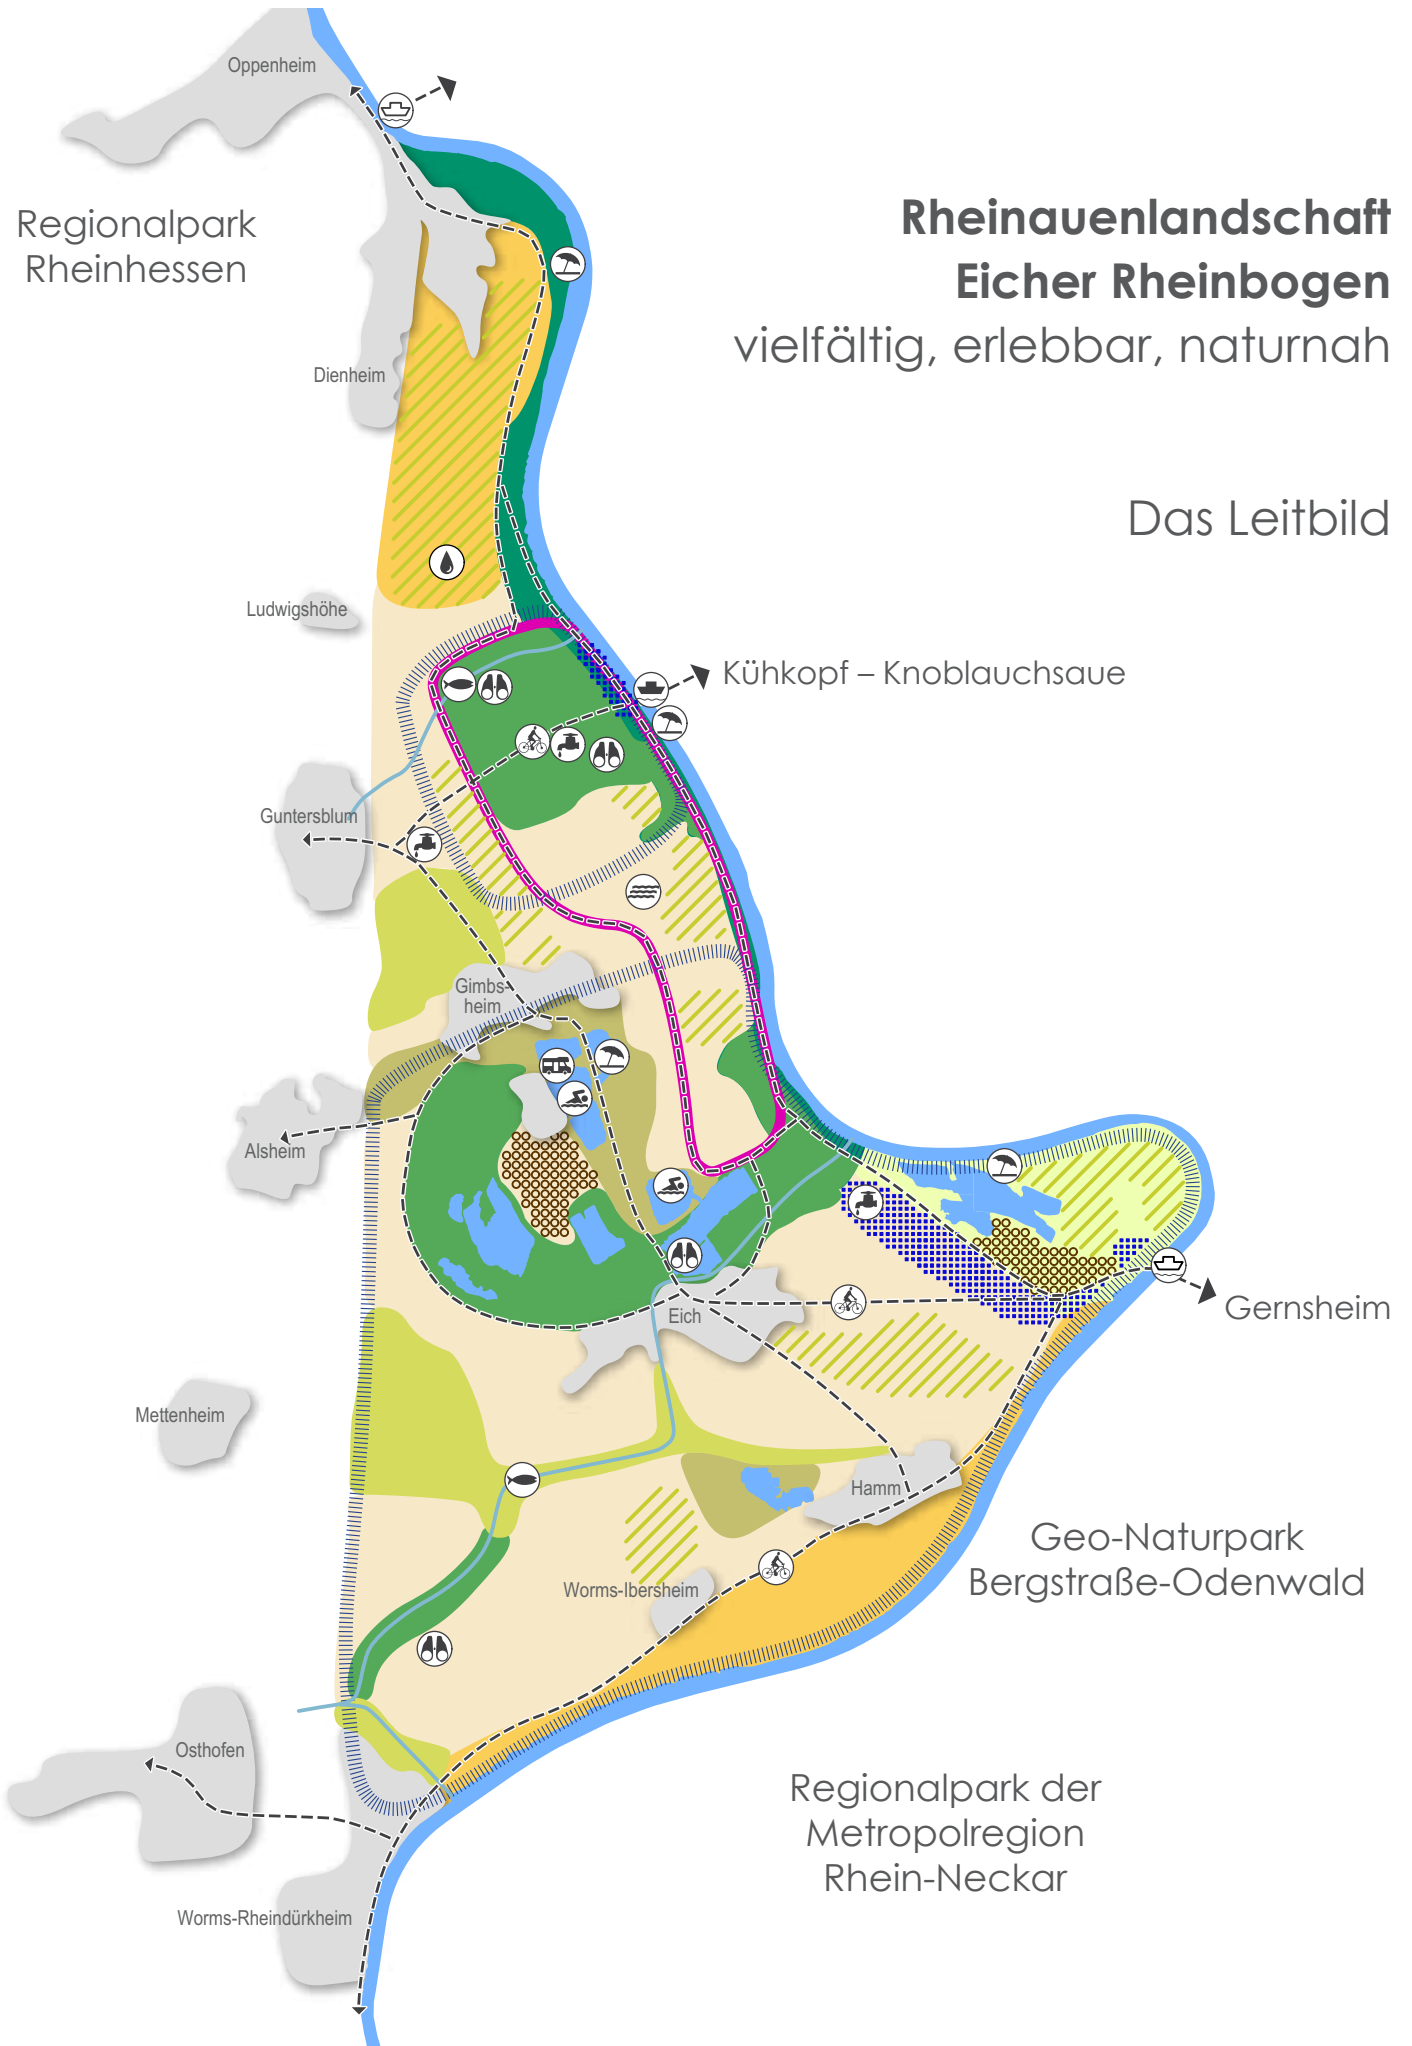 Oppenheim
Regionalpark
Rheinhessen
Rheinauenlandschaft
Eicher Rheinbogen
vielfältig, erlebbar, naturnah
Dienheim
Das Leitbild
Ludwigshöhe
Kühkopf – Knoblauchsaue
Guntersblum
Gimbs-
heim
Alsheim
Gernsheim
Eich
Mettenheim
Hamm
Geo-Naturpark
Bergstraße-Odenwald
Worms-Ibersheim
Osthofen
Regionalpark der
Metropolregion
Rhein-Neckar
Worms-Rheindürkheim